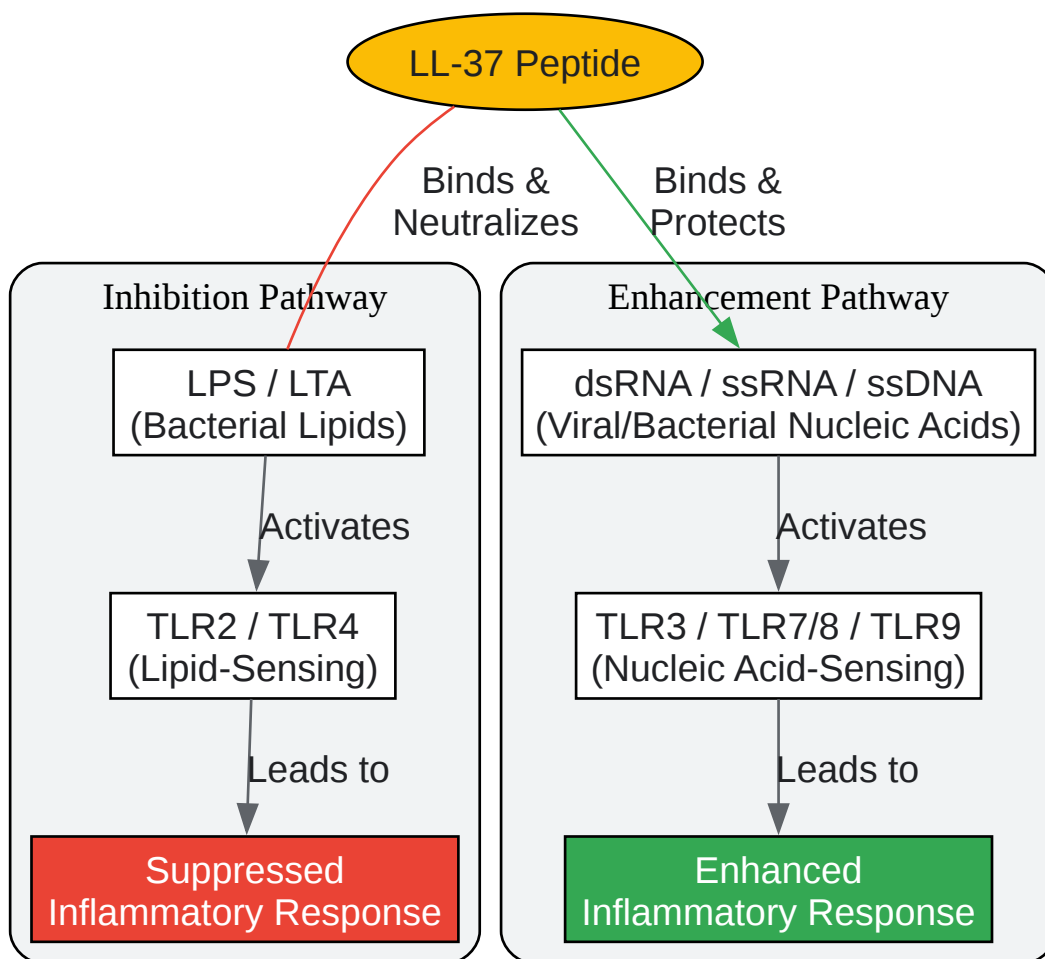 LL-37 Peptide
Binds &
Neutralizes
Binds &
Protects
Inhibition Pathway
LPS / LTA
(Bacterial Lipids)
Activates
TLR2 / TLR4
(Lipid-Sensing)
Leads to
Suppressed
Inflammatory Response
Enhancement Pathway
dsRNA / ssRNA / ssDNA
(Viral/Bacterial Nucleic Acids)
Activates
TLR3 / TLR7/8 / TLR9
(Nucleic Acid-Sensing)
Leads to
Enhanced
Inflammatory Response